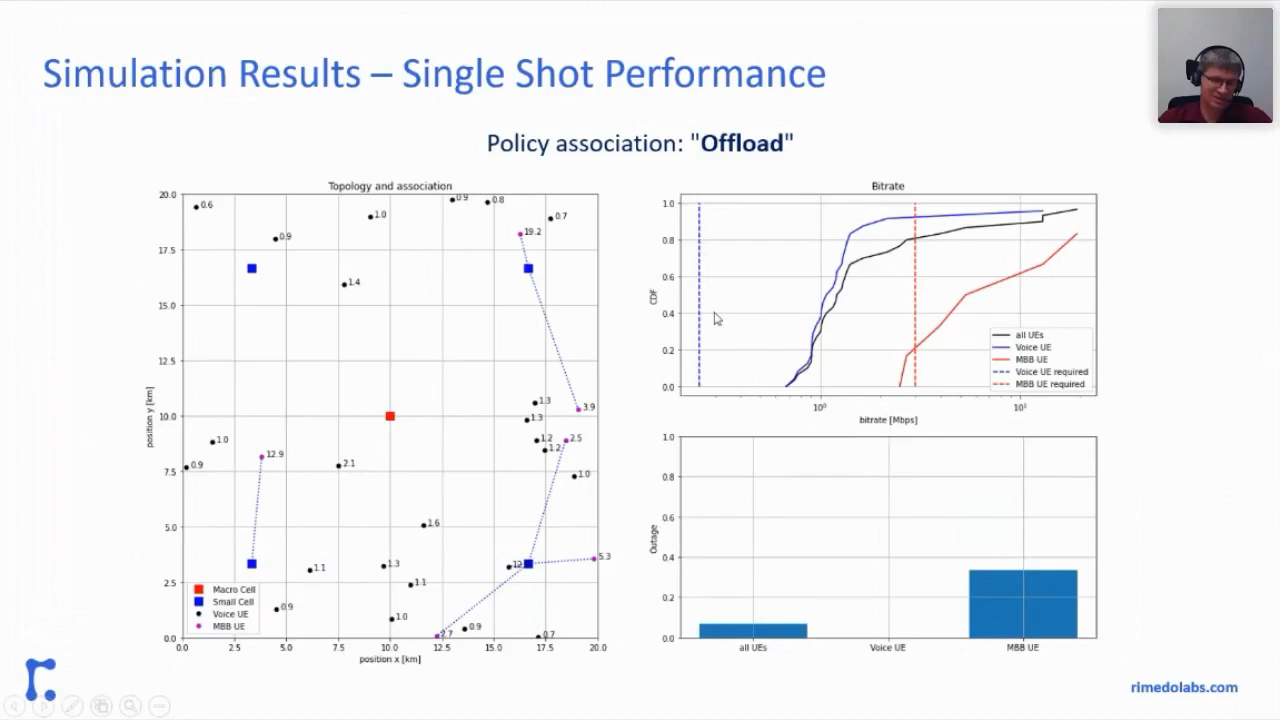 Simulation Results – Single Shot Performance
Policy association: "Offload"
Topology and association
20.0
17.5
15.0
12.5
10.0
7.5
5.0
2.5
0.0
position y [km]
0.6
0.9
1.0
0.9
0.8
0.7
19.2
1.4
3.9
1.3
1.3
2.5
1.2
1.2
1.0
1.0
0.9
12.9
2.1
1.6
5.3
1.1
1.3
1.1
0.9
1.0
2.7
0.9
0.7
Macro Cell
Small Cell
Voice UE
MBB UE
0.0 2.5 5.0 7.5 10.0 12.5 15.0 17.5 20.0
position x [km]
Bitrate
1.0
0.8
0.6
0.4
0.2
0.0
CDF
all UEs
Voice UE
MBB UE
Voice UE required
MBB UE required
10⁰ 10¹
bitrate [Mbps]
1.0
0.8
0.6
0.4
0.2
0.0
Outage
all UEs Voice UE MBB UE
rimedolabs.com